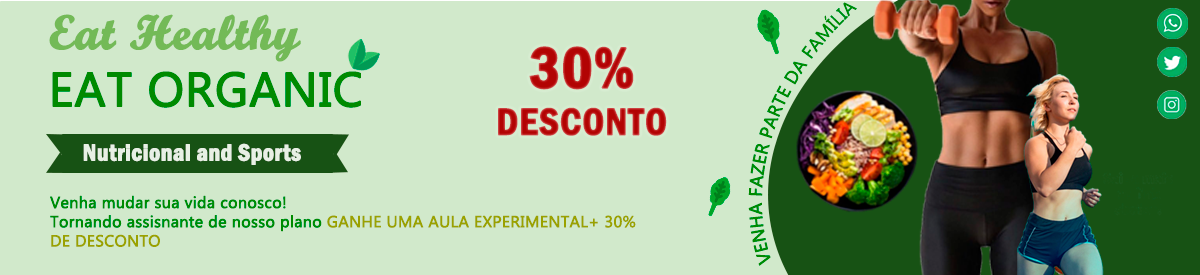 Eat Healthy
EAT ORGANIC
Nutricional and Sports
Venha mudar sua vida conosco!
Tornando assisnante de nosso plano GANHE UMA AULA EXPERIMENTAL+ 30%
DE DESCONTO
30%
DESCONTO
VENHA FAZER PARTE DA FAMÍLIA